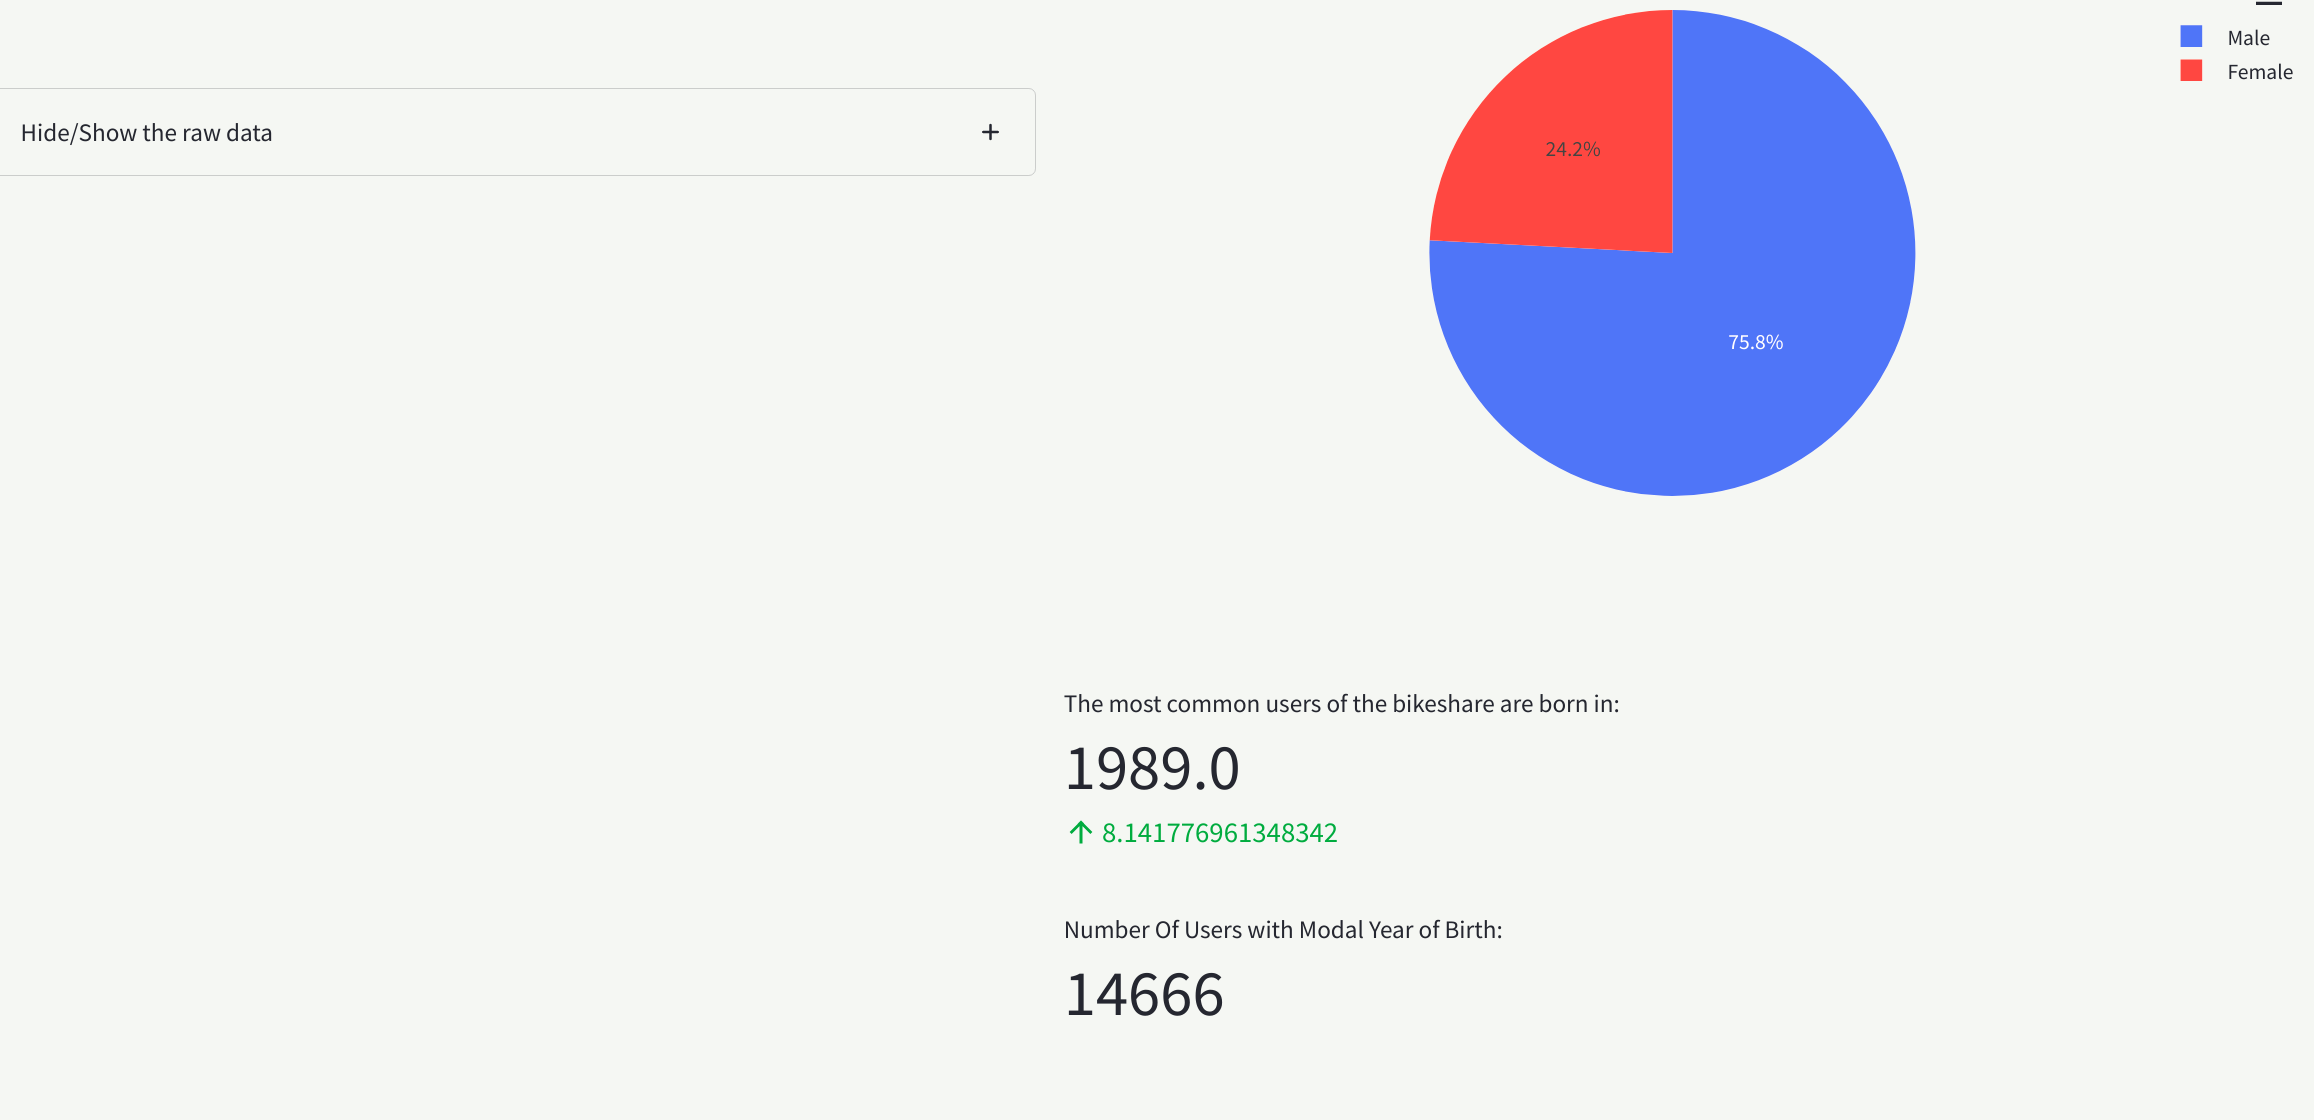 Hide/Show the raw data
Male
Female
24.2%
75.8%
The most common users of the bikeshare are born in:
1989.0
8.141776961348342
Number Of Users with Modal Year of Birth:
14666